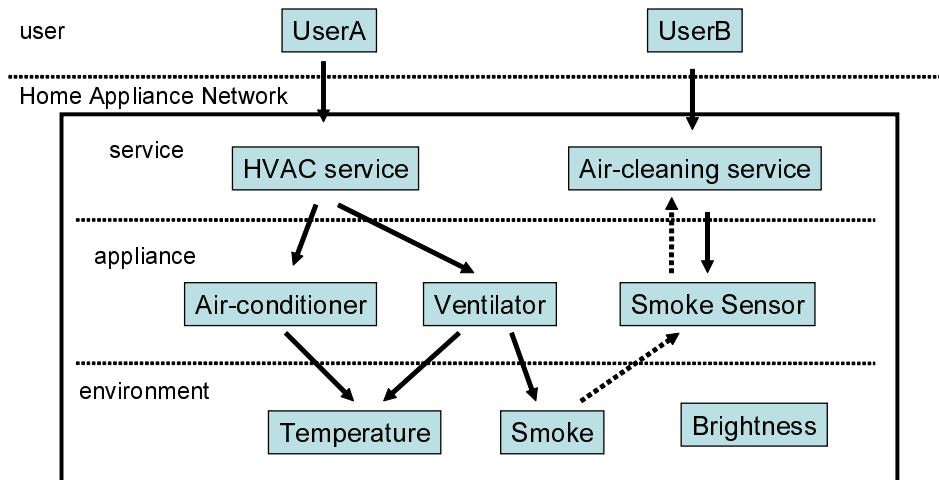 user
UserA
UserB
Home Appliance Network
service
HVAC service
Air-cleaning service
appliance
Air-conditioner
Ventilator
Smoke Sensor
environment
Temperature
Smoke
Brightness